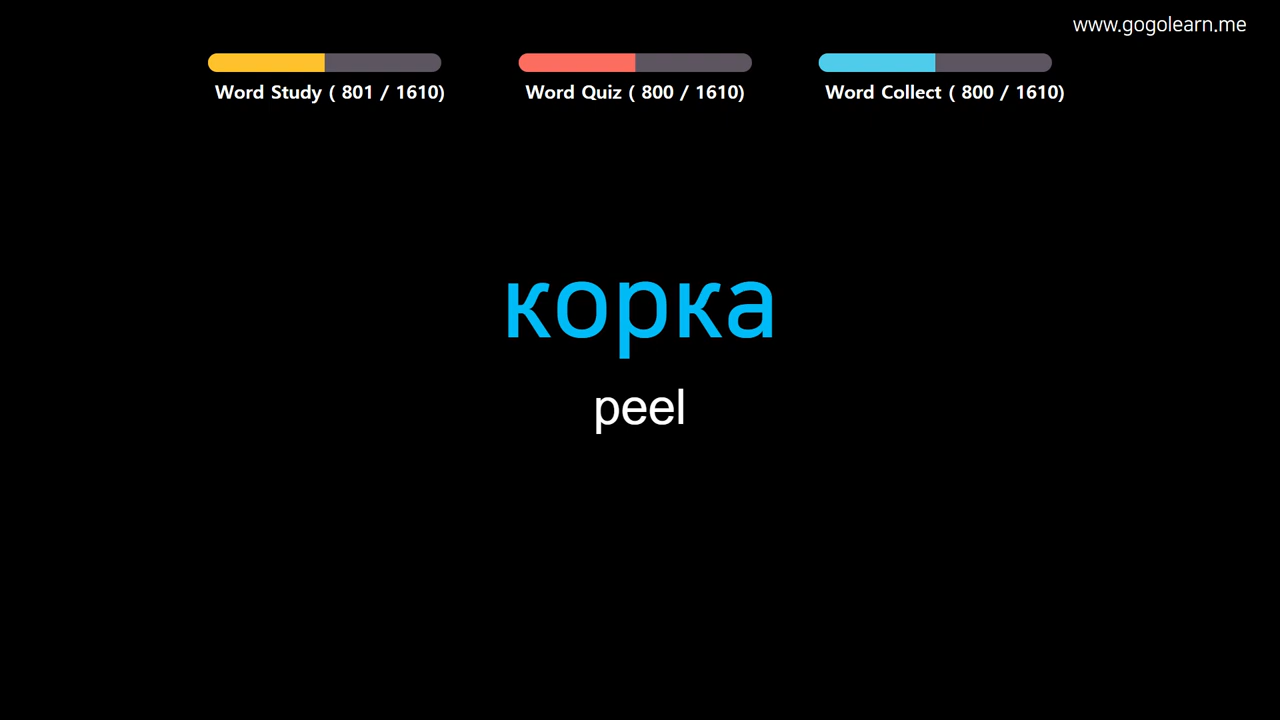 www.gogolearn.me
Word Study ( 801 / 1610)
Word Quiz ( 800 / 1610)
Word Collect ( 800 / 1610)
корка
peel